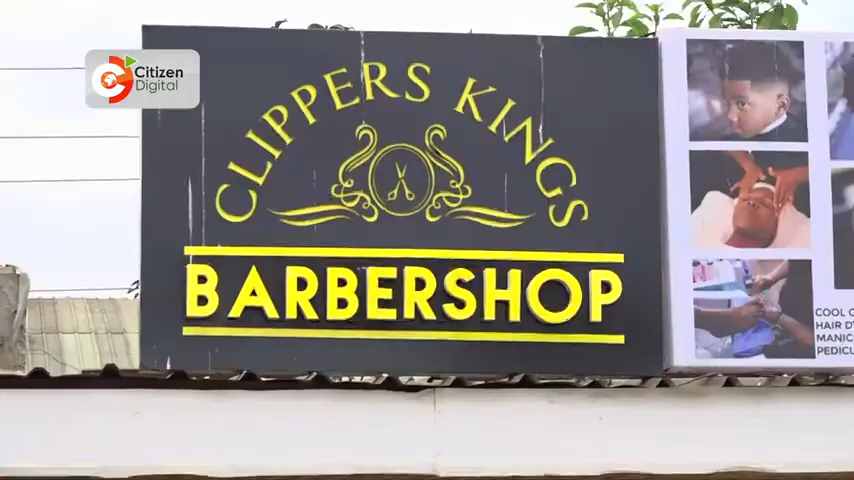 Citizen
Digital
CLIPPERS KINGS
BARBERSHOP
COOL
HAIR
MANIC
PEDICU